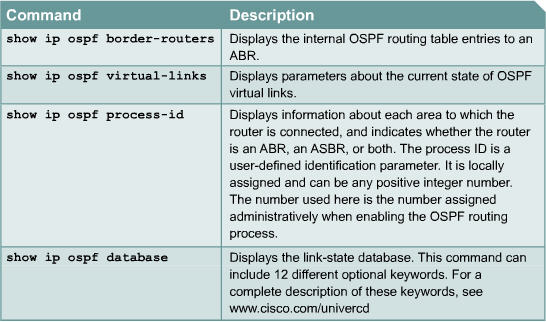 Command Description
show ip ospf border-routers Displays the internal OSPF routing table entries to an
ABR.
show ip ospf virtual-links Displays parameters about the current state of OSPF
virtual links.
show ip ospf process-id Displays information about each area to which the
router is connected, and indicates whether the router
is an ABR, an ASBR, or both. The process ID is a
user-defined identification parameter. It is locally
assigned and can be any positive integer number.
The number used here is the number assigned
administratively when enabling the OSPF routing
process.
show ip ospf database Displays the link-state database. This command can
include 12 different optional keywords. For a
complete description of these keywords, see
www.cisco.com/univercd